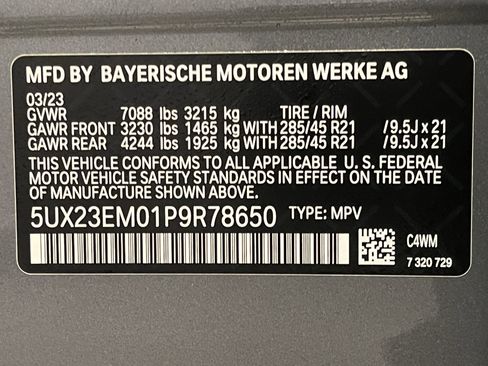 MFD BY BAYERISCHE MOTOREN WERKE AG
03/23
GVWR 7088 lbs 3215 kg TIRE / RIM
GAWR FRONT 3230 lbs 1465 kg WITH 285/45 R21 / 9.5J x 21
GAWR REAR 4244 lbs 1925 kg WITH 285/45 R21 / 9.5J x 21
THIS VEHICLE CONFORMS TO ALL APPLICABLE U. S. FEDERAL
MOTOR VEHICLE SAFETY STANDARDS IN EFFECT ON THE DATE
OF MANUFACTURE SHOWN ABOVE.
5UX23EM01P9R78650 TYPE: MPV
C4WM
7 320 729